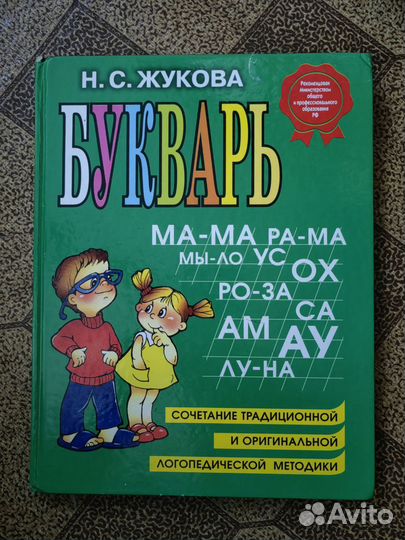 Н. С. ЖУКОВА
Рекомендован
Министерством
общего
и профессионального
образования
РФ
БУКВАРЬ
МА-МА РА-МА
МЫ-ЛО УС ОХ
РО-ЗА СА
АМ АУ
ЛУ-НА
СОЧЕТАНИЕ ТРАДИЦИОННОЙ
И ОРИГИНАЛЬНОЙ
ЛОГОПЕДИЧЕСКОЙ МЕТОДИКИ
Avito